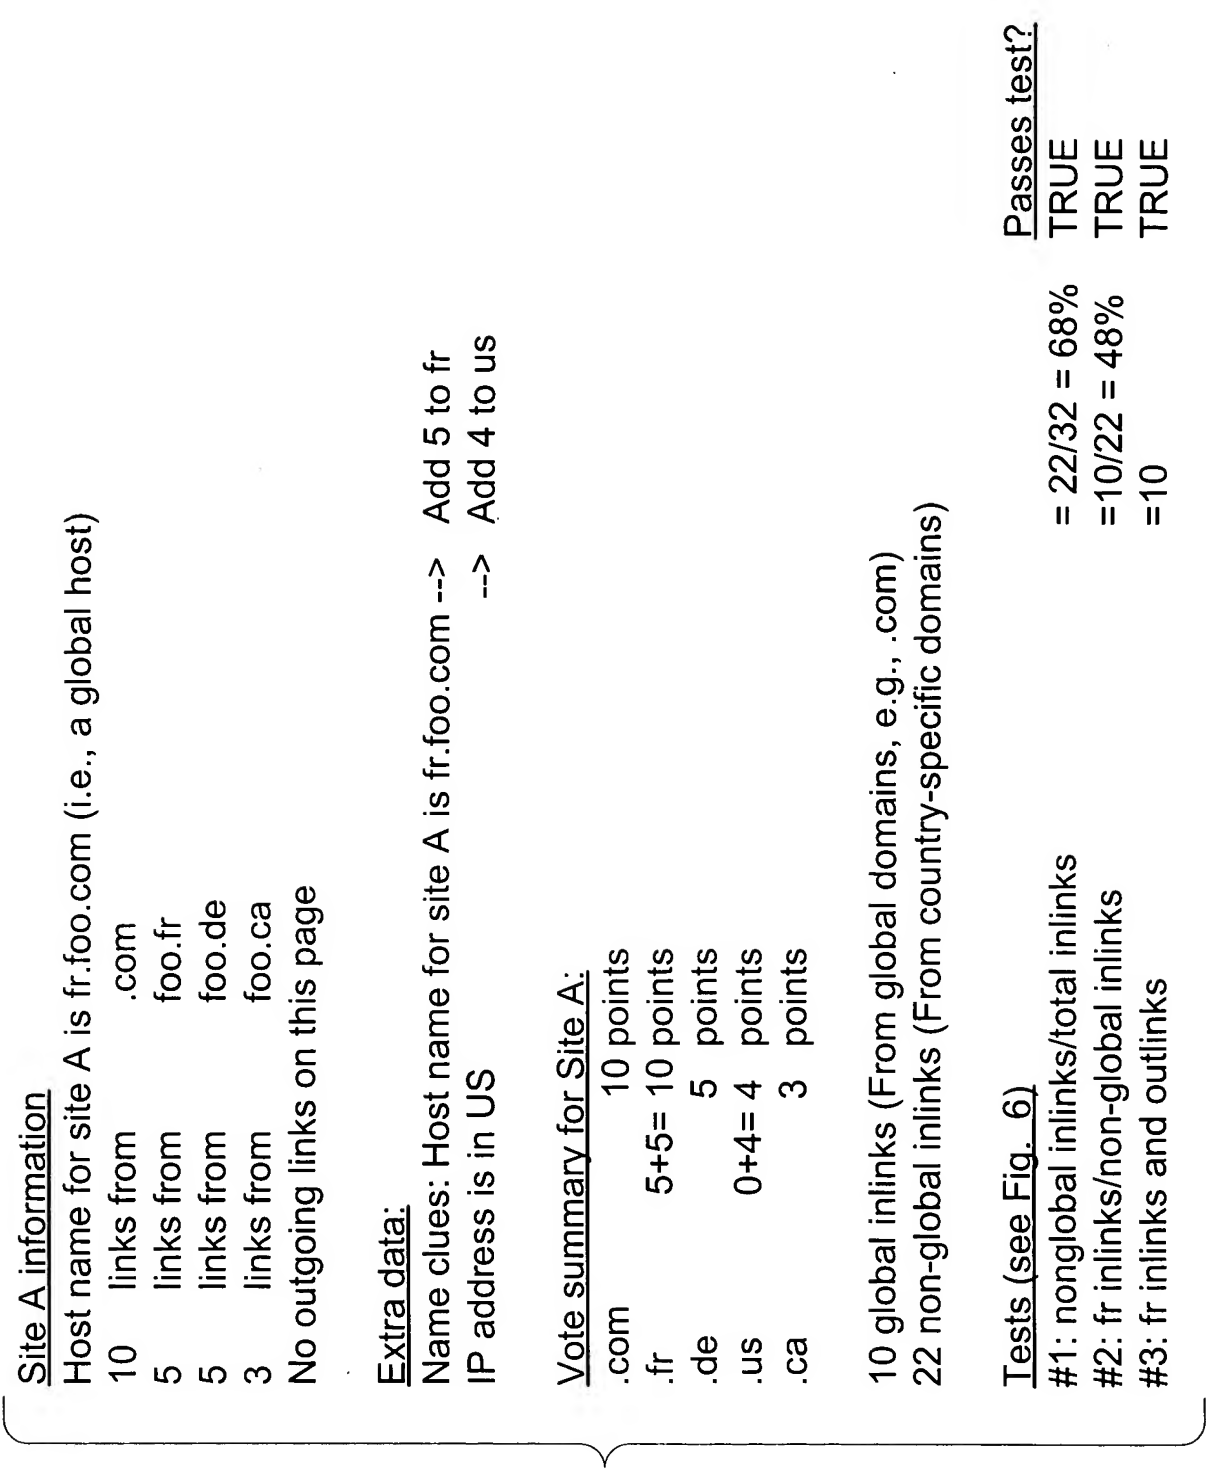 Site A information
Host name for site A is fr.foo.com (i.e., a global host)
10 links from .com
5 links from foo.fr
5 links from foo.de
3 links from foo.ca
No outgoing links on this page
Extra data:
Name clues: Host name for site A is fr.foo.com --> Add 5 to fr
IP address is in US --> Add 4 to us
Vote summary for Site A:
.com 10 points
.fr 5+5= 10 points
.de 5 points
.us 0+4= 4 points
.ca 3 points
10 global inlinks (From global domains, e.g., .com)
22 non-global inlinks (From country-specific domains)
Tests (see Fig. 6) Passes test?
#1: nonglobal inlinks/total inlinks = 22/32 = 68% TRUE
#2: fr inlinks/non-global inlinks =10/22 = 48% TRUE
#3: fr inlinks and outlinks =10 TRUE